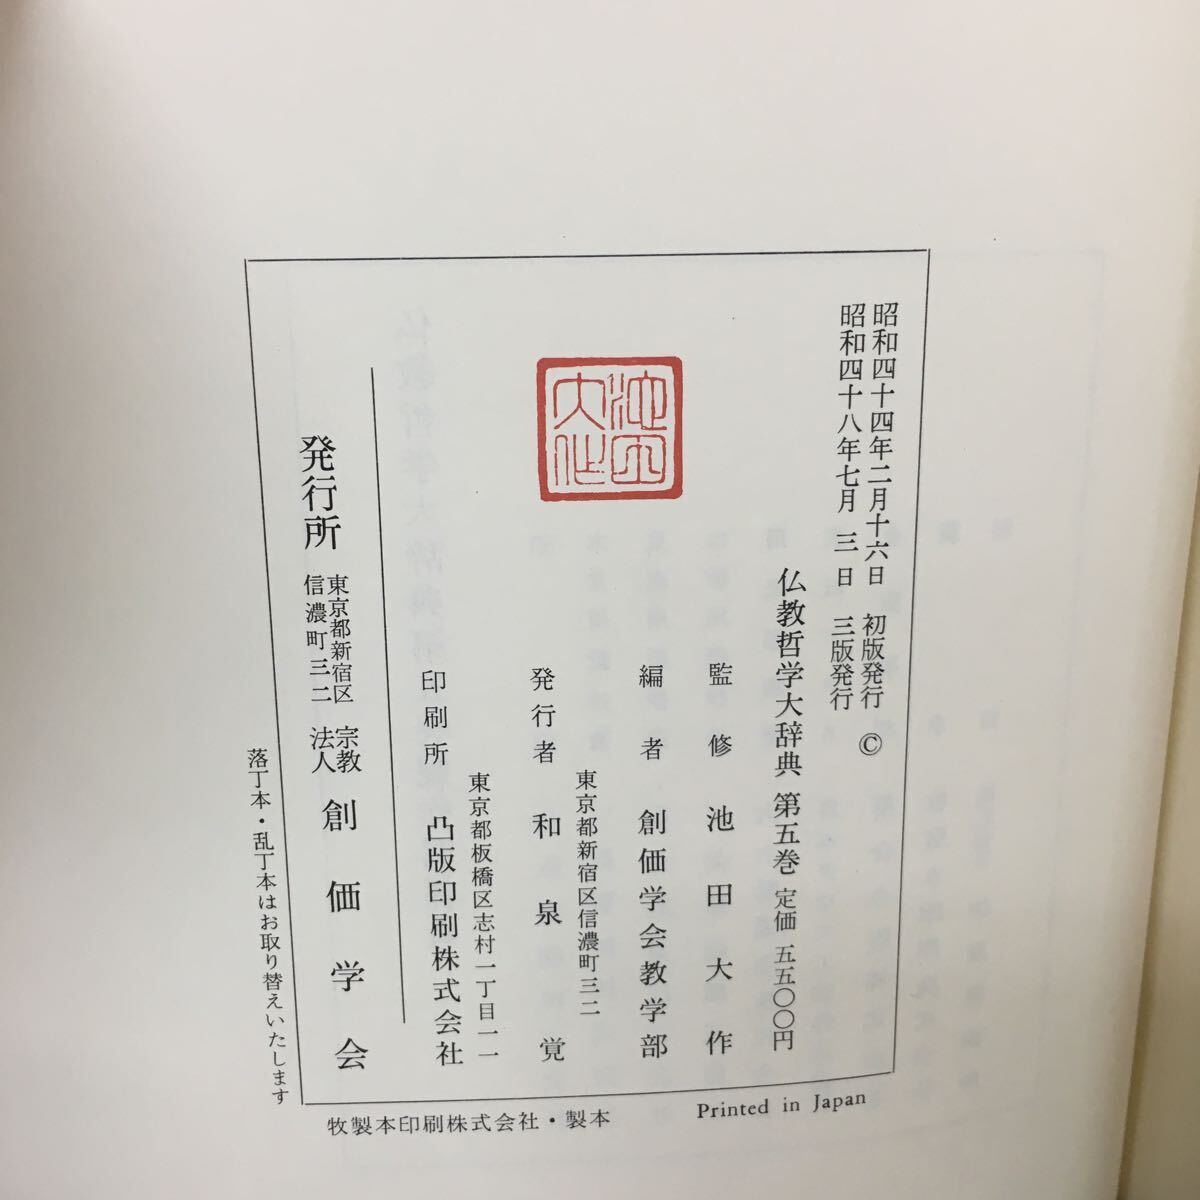 昭和四十四年二月十六日 初版発行 ©
昭和四十八年七月 三 日 三版発行
仏教哲学大辞典 第五巻 定価 五五〇〇円
監修 池田大作
編者 創価学会教学部
東京都新宿区信濃町三二
発行者 和泉覚
東京都板橋区志村一丁目一一
印刷所 凸版印刷株式会社
発行所 東京都新宿区
信濃町三二
宗教
法人
創価学会
落丁本・乱丁本はお取り替えいたします
池田
大作
牧製本印刷株式会社・製本
Printed in Japan